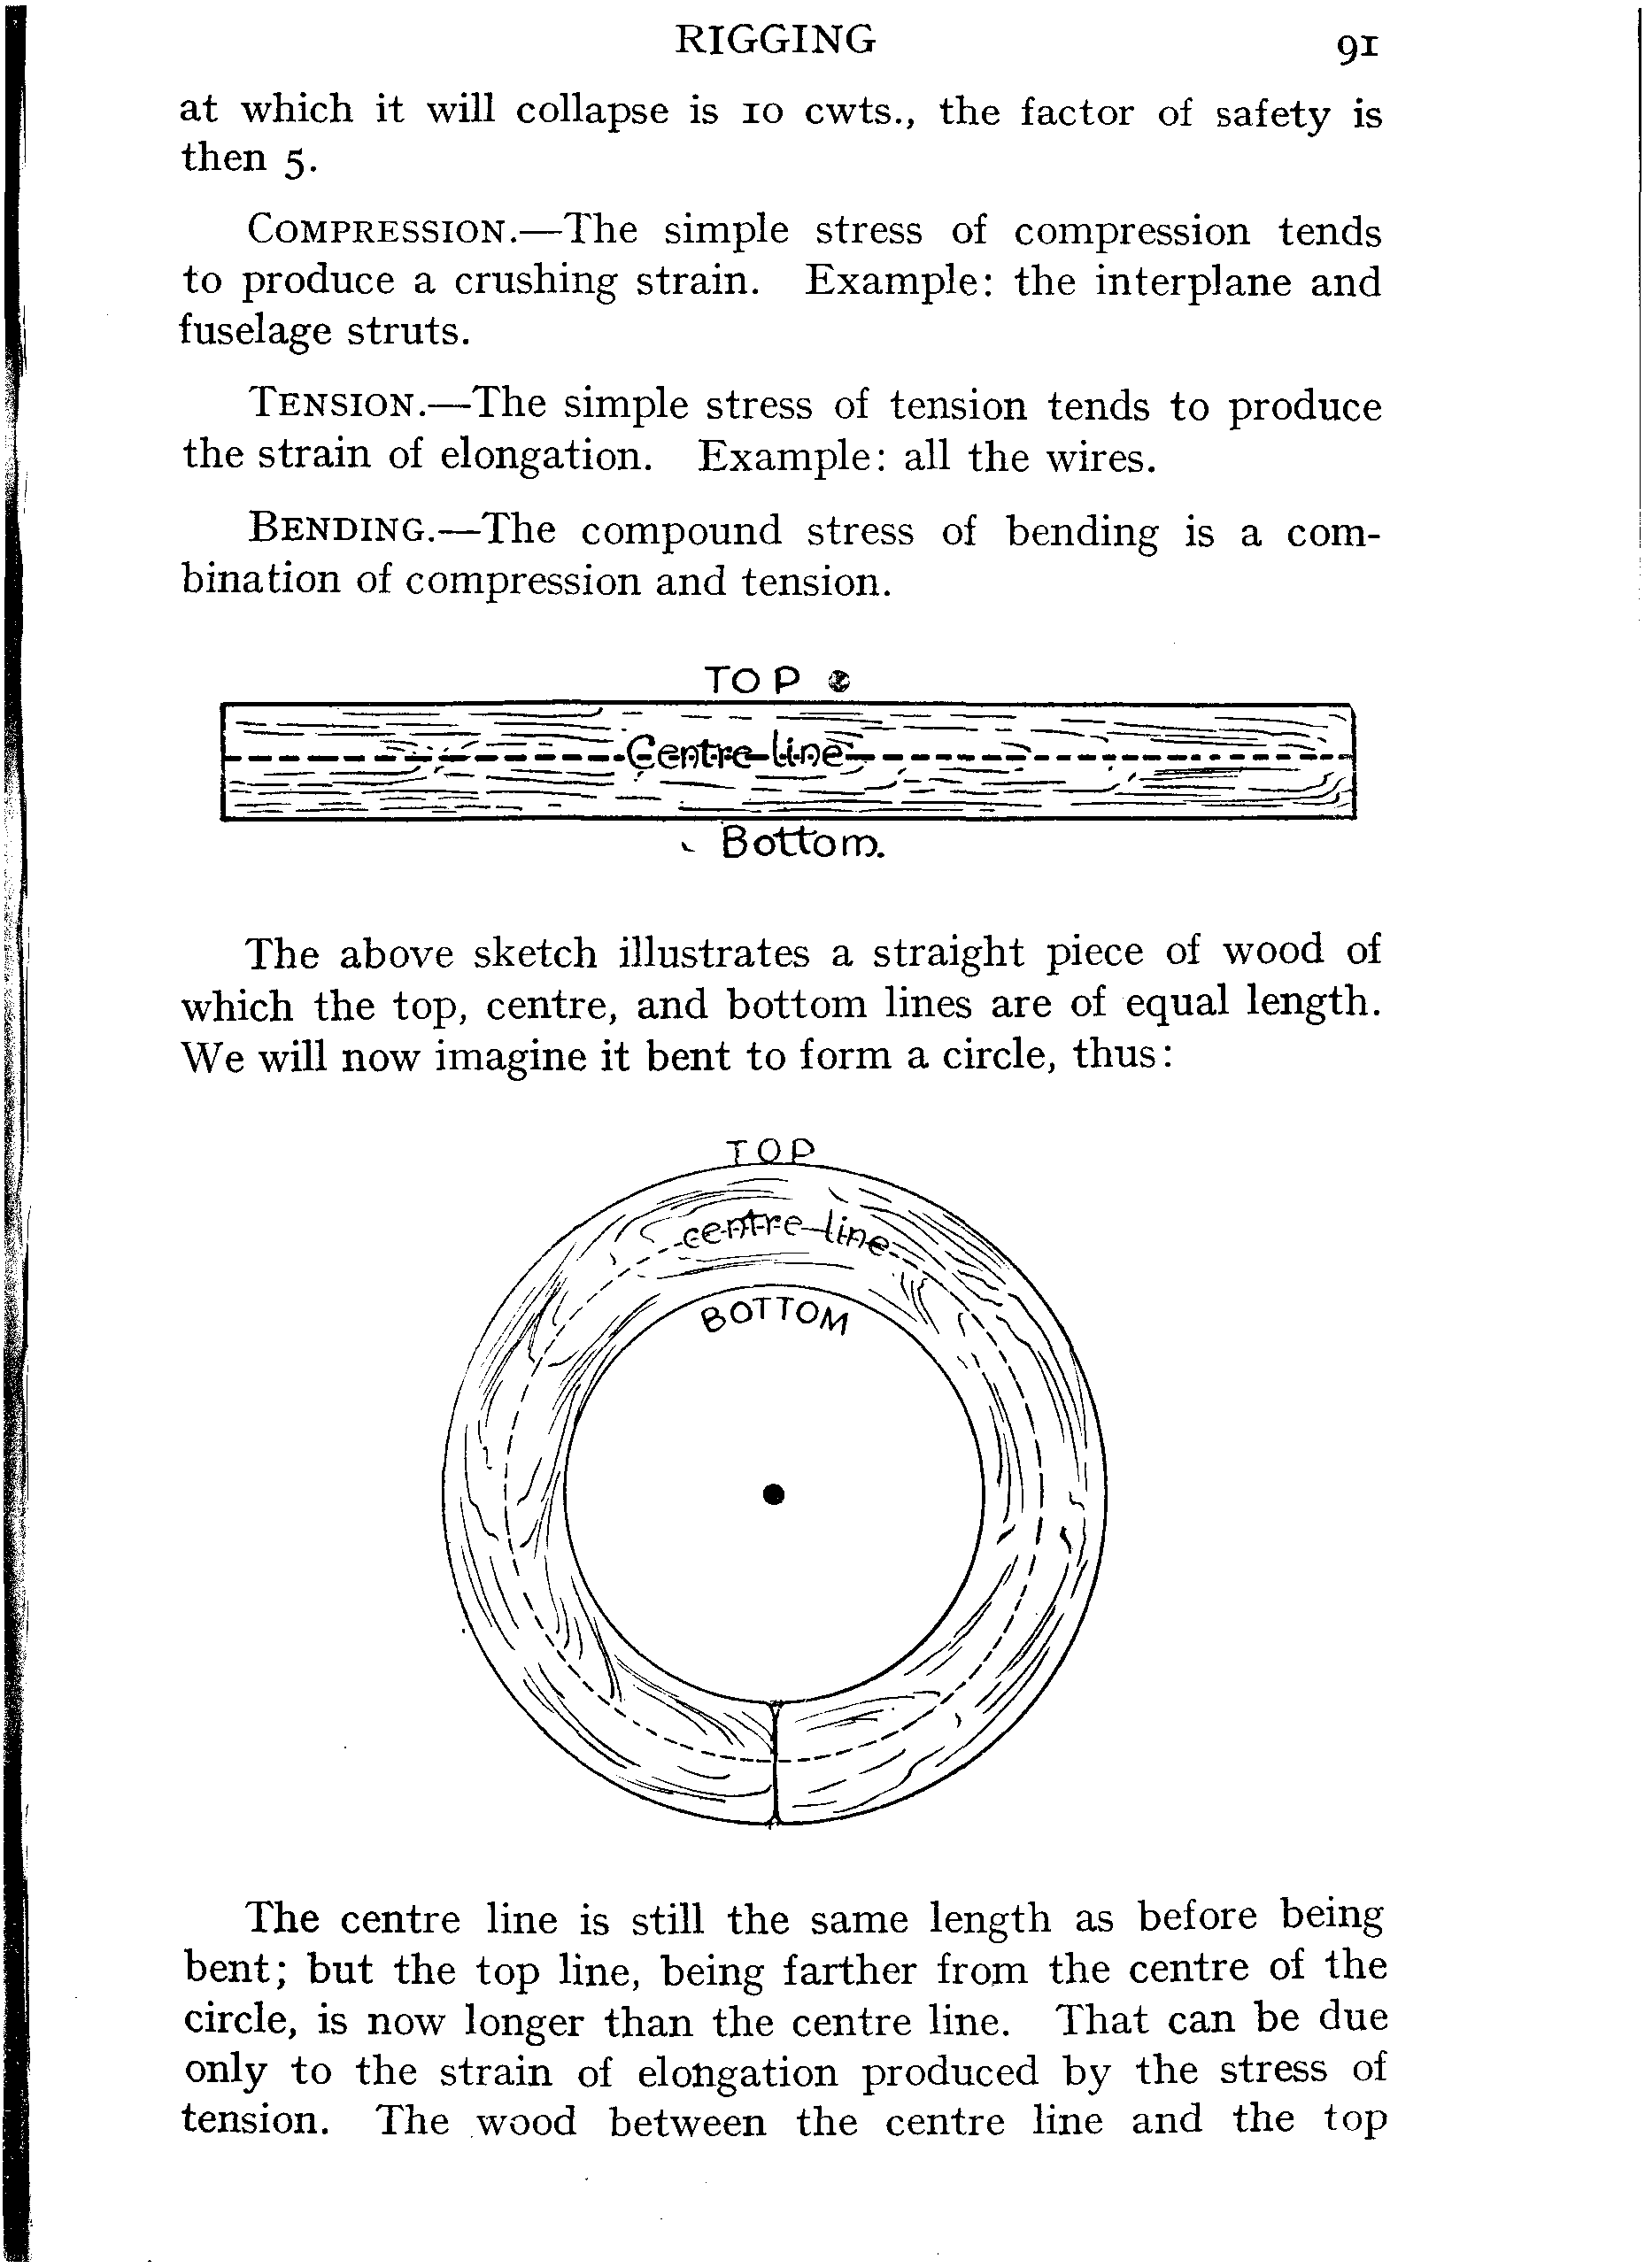 RIGGING 91
at which it will collapse is 10 cwts., the factor of safety is
then 5.
COMPRESSION.—The simple stress of compression tends
to produce a crushing strain. Example: the interplane and
fuselage struts.
TENSION.—The simple stress of tension tends to produce
the strain of elongation. Example: all the wires.
BENDING.—The compound stress of bending is a com-
bination of compression and tension.
TOP
Centre Line
Bottom.
The above sketch illustrates a straight piece of wood of
which the top, centre, and bottom lines are of equal length.
We will now imagine it bent to form a circle, thus:
TOP
centre line
BOTTOM
The centre line is still the same length as before being
bent; but the top line, being farther from the centre of the
circle, is now longer than the centre line. That can be due
only to the strain of elongation produced by the stress of
tension. The wood between the centre line and the top